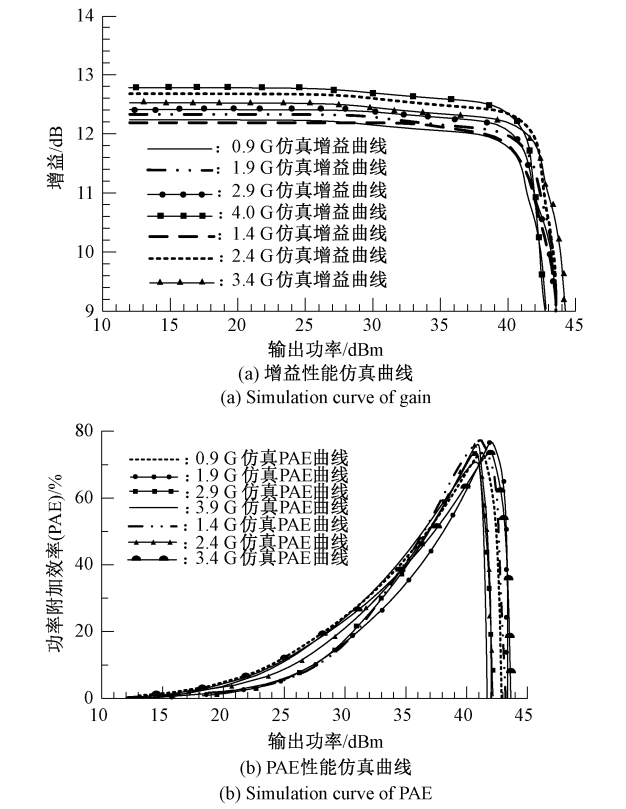 14
13
12
11
10
9
增益/dB
: 0.9 G 仿真增益曲线
: 1.9 G 仿真增益曲线
: 2.9 G 仿真增益曲线
: 4.0 G 仿真增益曲线
: 1.4 G 仿真增益曲线
: 2.4 G 仿真增益曲线
: 3.4 G 仿真增益曲线
10 15 20 25 30 35 40 45
输出功率/dBm
(a) 增益性能仿真曲线
(a) Simulation curve of gain
80
60
40
20
0
功率附加效率(PAE)/%
: 0.9 G 仿真PAE曲线
: 1.9 G 仿真PAE曲线
: 2.9 G 仿真PAE曲线
: 3.9 G 仿真PAE曲线
: 1.4 G 仿真PAE曲线
: 2.4 G 仿真PAE曲线
: 3.4 G 仿真PAE曲线
10 15 20 25 30 35 40 45
输出功率/dBm
(b) PAE性能仿真曲线
(b) Simulation curve of PAE